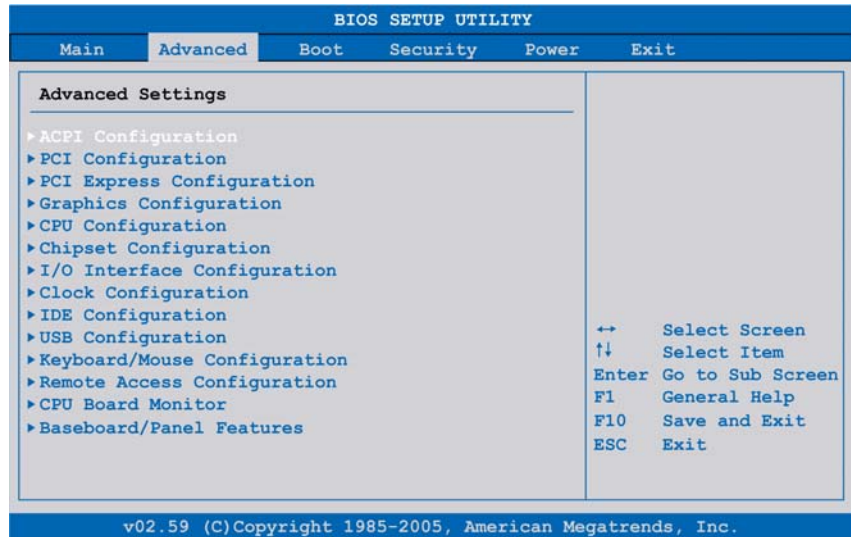 BIOS SETUP UTILITY
Main Advanced Boot Security Power Exit
Advanced Settings
▶ACPI Configuration
▶PCI Configuration
▶PCI Express Configuration
▶Graphics Configuration
▶CPU Configuration
▶Chipset Configuration
▶I/O Interface Configuration
▶Clock Configuration
▶IDE Configuration
▶USB Configuration
▶Keyboard/Mouse Configuration
▶Remote Access Configuration
▶CPU Board Monitor
▶Baseboard/Panel Features
↔ Select Screen
↑↓ Select Item
Enter Go to Sub Screen
F1 General Help
F10 Save and Exit
ESC Exit
v02.59 (C)Copyright 1985-2005, American Megatrends, Inc.